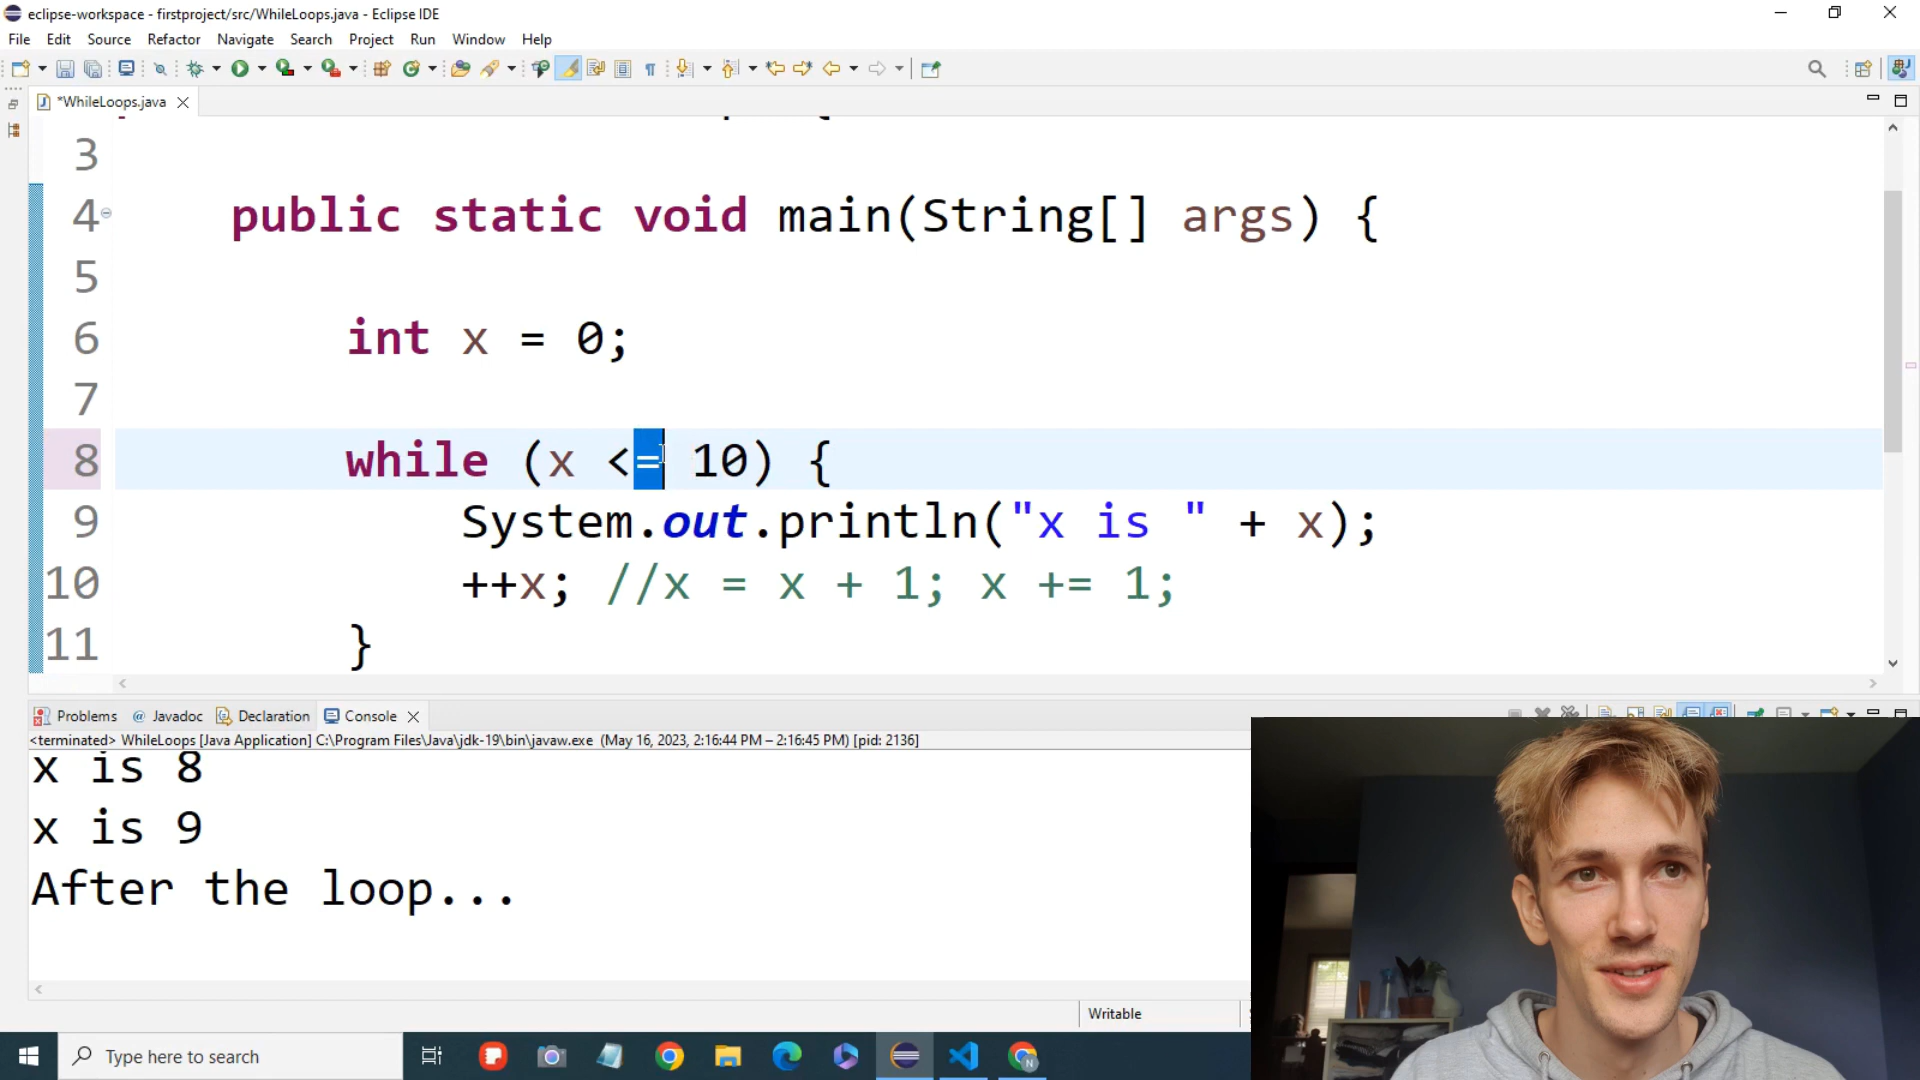 eclipse-workspace - firstproject/src/WhileLoops.java - Eclipse IDE
File Edit Source Refactor Navigate Search Project Run Window Help
*WhileLoops.java
3
4 public static void main(String[] args) {
5
6 int x = 0;
7
8 while (x <= 10) {
9 System.out.println("x is " + x);
10 ++x; //x = x + 1; x += 1;
11 }
Problems @ Javadoc Declaration Console
<terminated> WhileLoops [Java Application] C:\Program Files\Java\jdk-19\bin\javaw.exe (May 16, 2023, 2:16:44 PM – 2:16:45 PM) [pid: 2136]
x is 8
x is 9
After the loop...
Writable
Type here to search